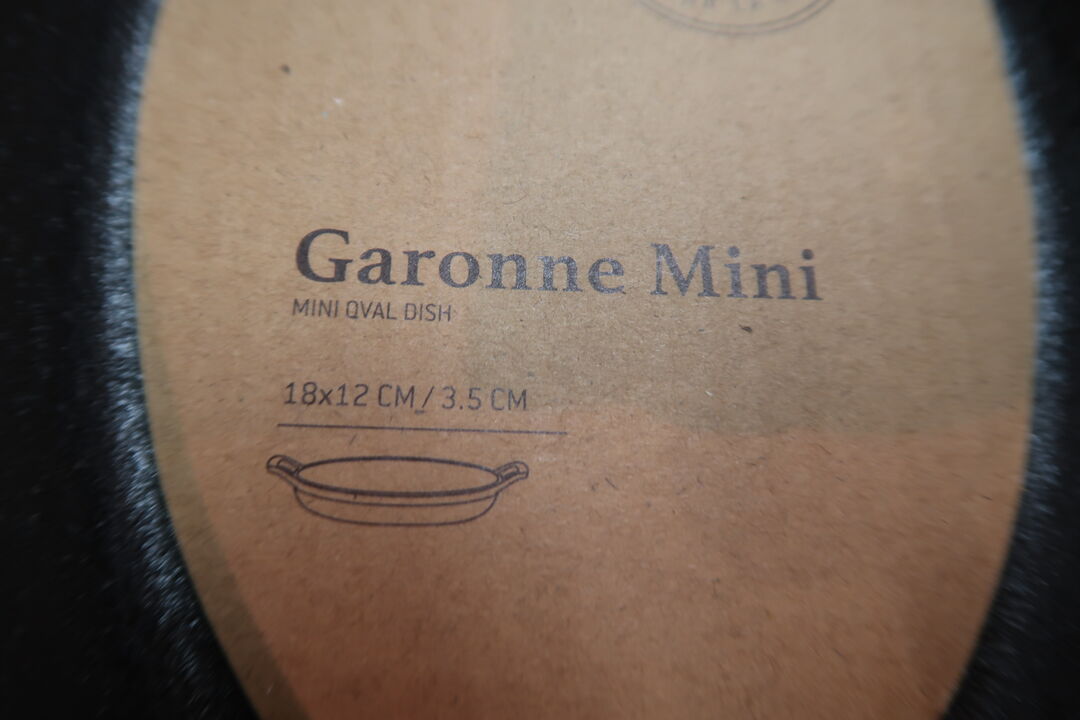 Garonne Mini
MINI OVAL DISH
18x12 CM / 3.5 CM